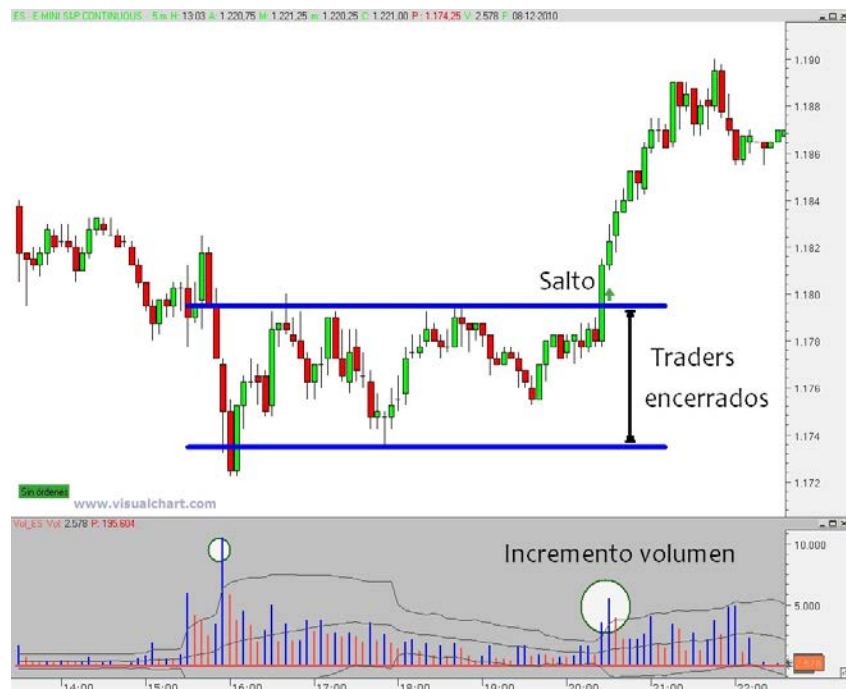 ES - E-MINI S&P CONTINUOUS - 5 m H: 13:03 A: 1.220,75 M: 1.221,25 m: 1.220,25 C: 1.221,00 P: 1.174,25 V: 2.578 F: 08-12-2010
1.190
1.188
1.186
1.184
1.182
Salto
1.180
Traders
1.178
encerrados
1.176
1.174
Sin órdenes
1.172
www.visualchart.com
Vol_ES Vol: 2.578 P: 195.604
Incremento volumen
10.000
5.000
2.578
14:00 15:00 16:00 17:00 18:00 19:00 20:00 21:00 22:00